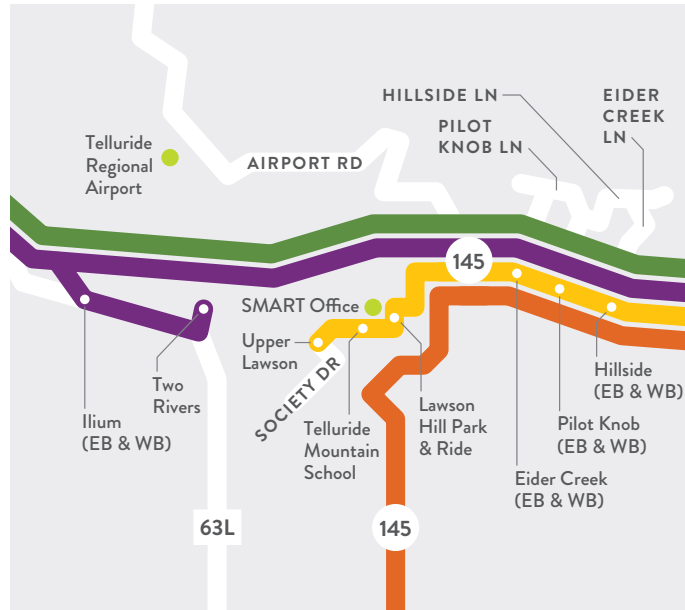 HILLSIDE LN
EIDER
CREEK
LN
PILOT
KNOB LN
Telluride
Regional
Airport
AIRPORT RD
145
SMART Office
Upper
Lawson
SOCIETY DR
Two
Rivers
Ilium
(EB & WB)
Telluride
Mountain
School
Lawson
Hill Park
& Ride
Hillside
(EB & WB)
Pilot Knob
(EB & WB)
Eider Creek
(EB & WB)
63L
145